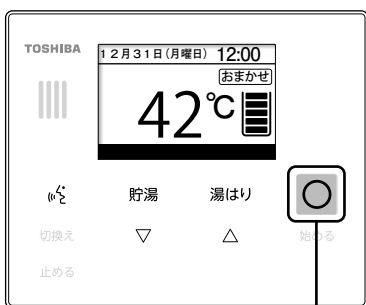 TOSHIBA
12月31日(月曜日) 12:00
おまかせ
42℃
貯湯 湯はり
切換え ▽ △ 始める
止める